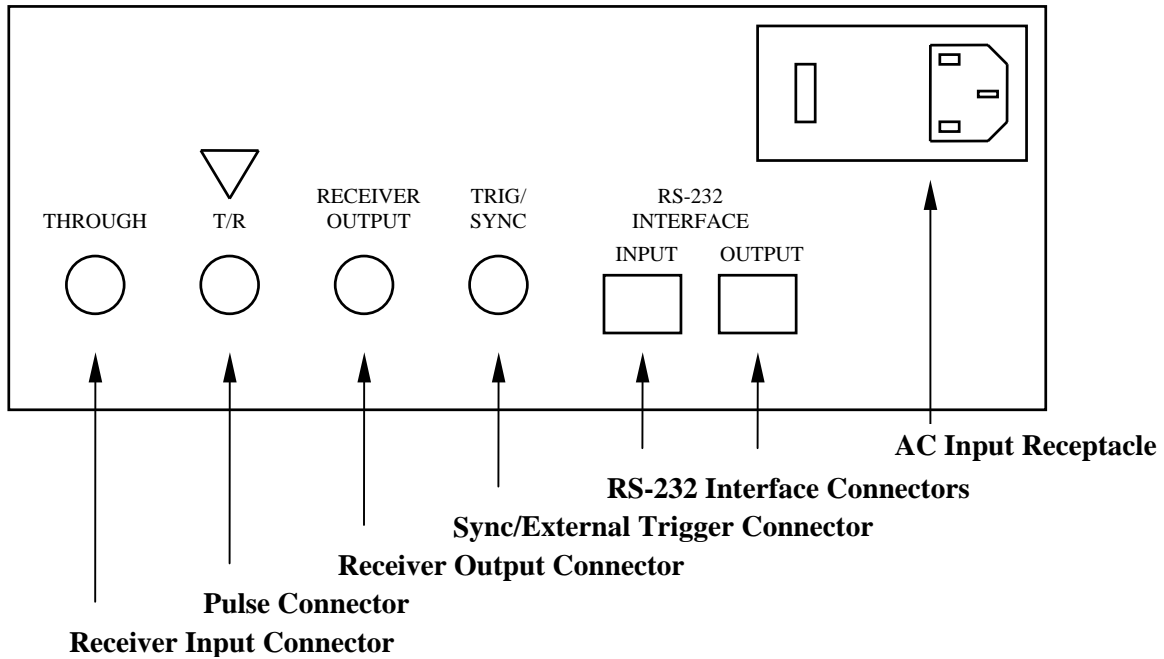 THROUGH
T/R
RECEIVER
OUTPUT
TRIG/
SYNC
RS-232
INTERFACE
INPUT
OUTPUT
AC Input Receptacle
RS-232 Interface Connectors
Sync/External Trigger Connector
Receiver Output Connector
Pulse Connector
Receiver Input Connector